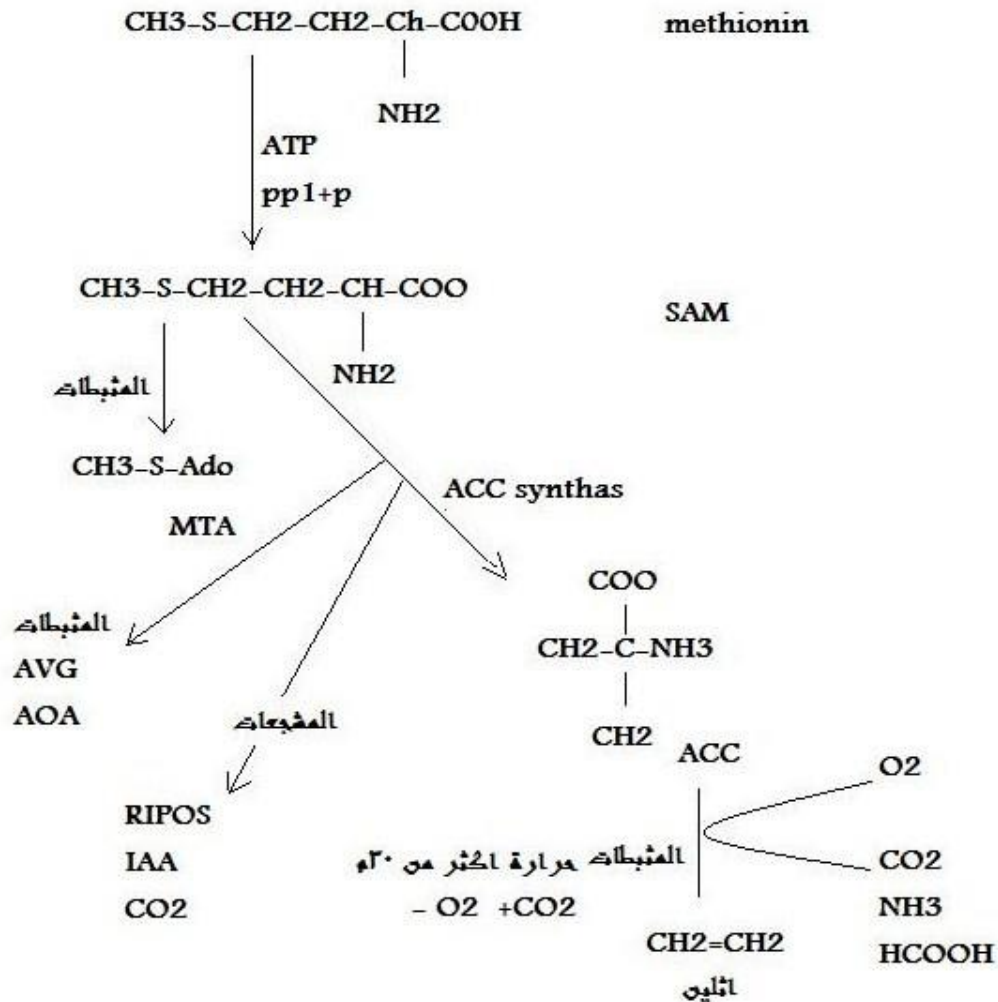 CH3-S-CH2-CH2-Ch-COOH methionin
NH2
ATP
pp1+p
CH3-S-CH2-CH2-CH-COO
SAM
NH2
المثبطات
CH3-S-Ado
ACC synthas
MTA
COO
المثبطات
CH2-C-NH3
AVG
AOA
المشجعات
CH2
ACC
O2
RIPOS
IAA
المثبطات حرارة اكثر من ٣٠م
CO2
CO2
- O2 +CO2
NH3
CH2=CH2
HCOOH
اثلين